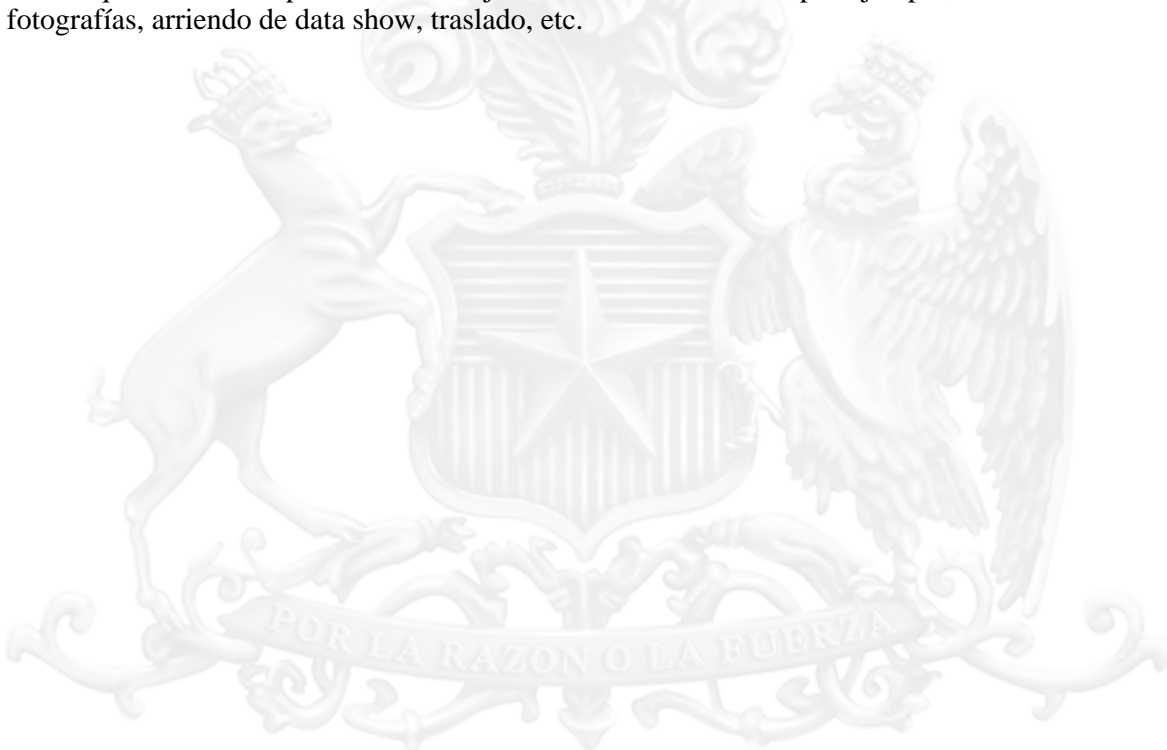 fotografías, arriendo de data show, traslado, etc.
POR LA RAZON O LA FUERZA